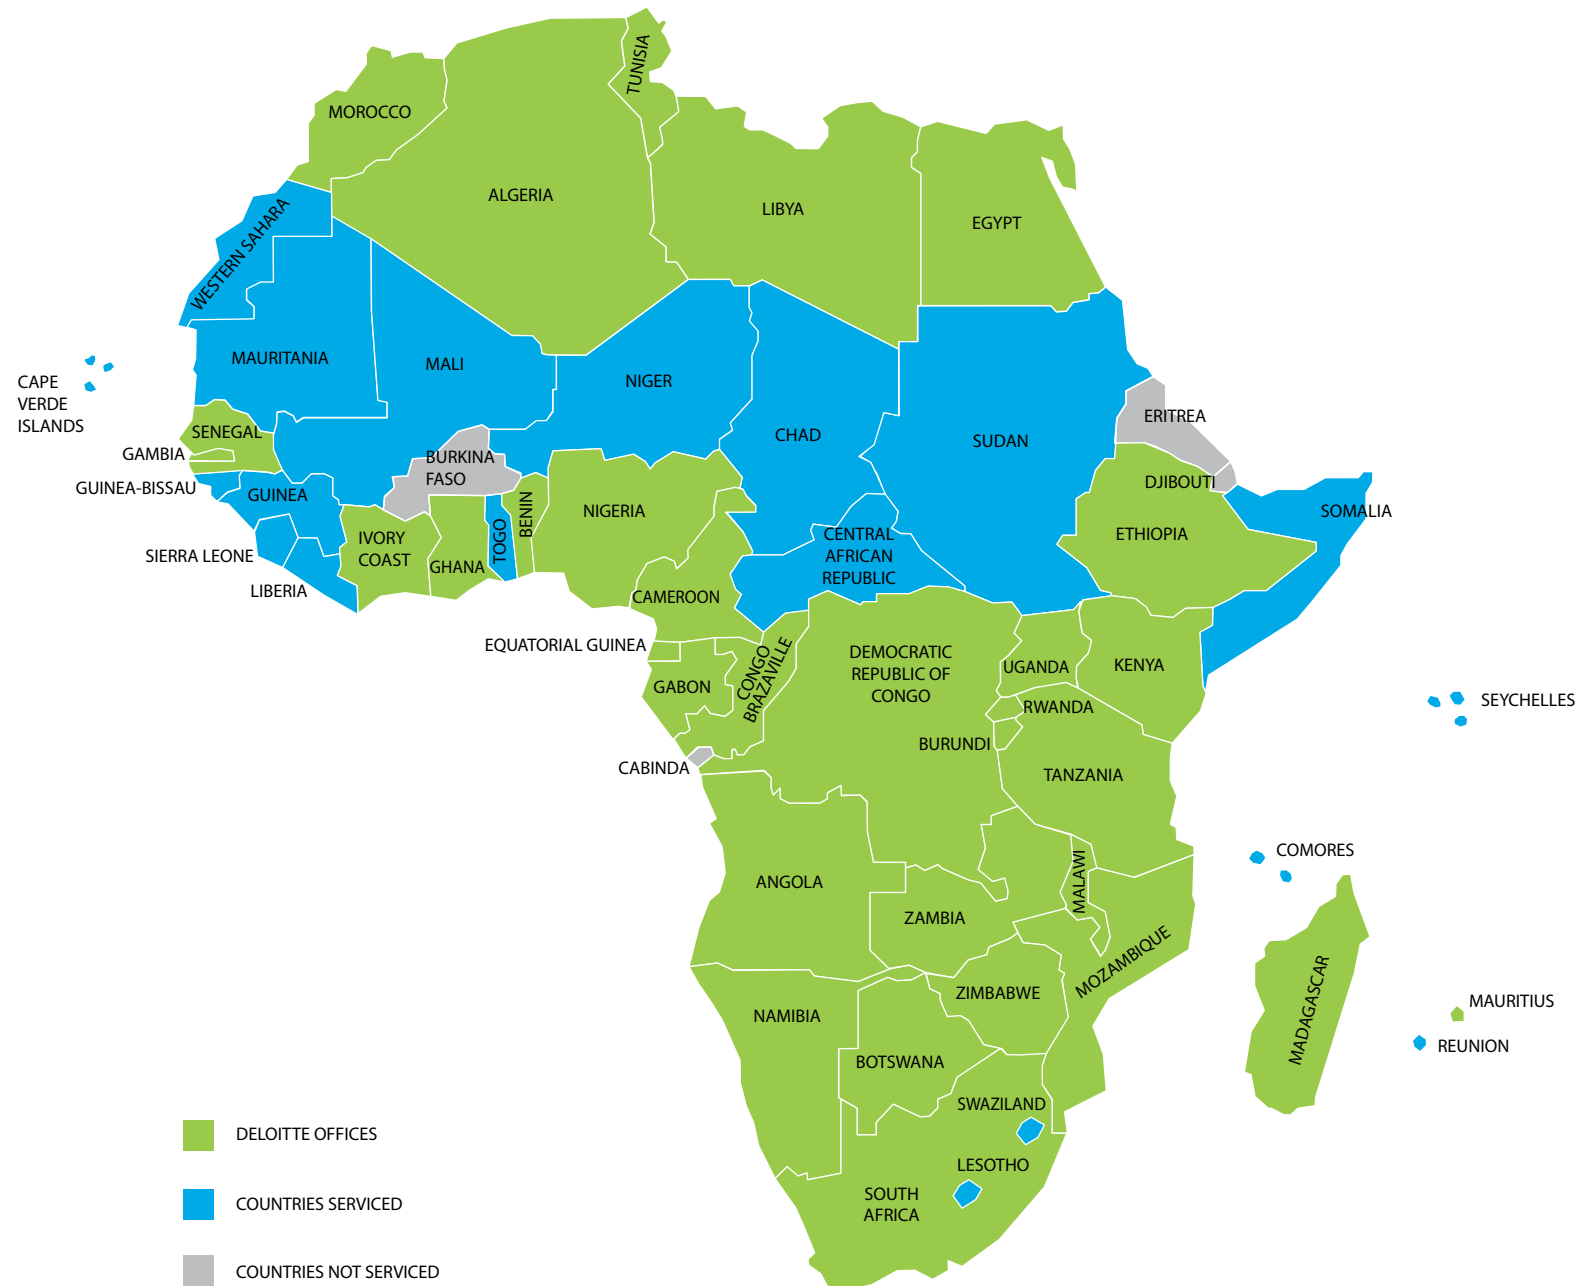 TUNISIA
MOROCCO
ALGERIA
LIBYA
EGYPT
WESTERN SAHARA
MAURITANIA
MALI
NIGER
CHAD
SUDAN
ERITREA
CAPE
VERDE
ISLANDS
SENEGAL
GAMBIA
GUINEA-BISSAU
GUINEA
BURKINA
FASO
DJIBOUTI
SOMALIA
ETHIOPIA
NIGERIA
BENIN
TOGO
IVORY
COAST
GHANA
SIERRA LEONE
LIBERIA
CENTRAL
AFRICAN
REPUBLIC
CAMEROON
EQUATORIAL GUINEA
GABON
CONGO
BRAZAVILLE
DEMOCRATIC
REPUBLIC OF
CONGO
UGANDA
KENYA
RWANDA
BURUNDI
SEYCHELLES
CABINDA
TANZANIA
COMORES
ANGOLA
ZAMBIA
MALAWI
MOZAMBIQUE
ZIMBABWE
NAMIBIA
BOTSWANA
MADAGASCAR
MAURITIUS
REUNION
SWAZILAND
LESOTHO
SOUTH
AFRICA
DELOITTE OFFICES
COUNTRIES SERVICED
COUNTRIES NOT SERVICED